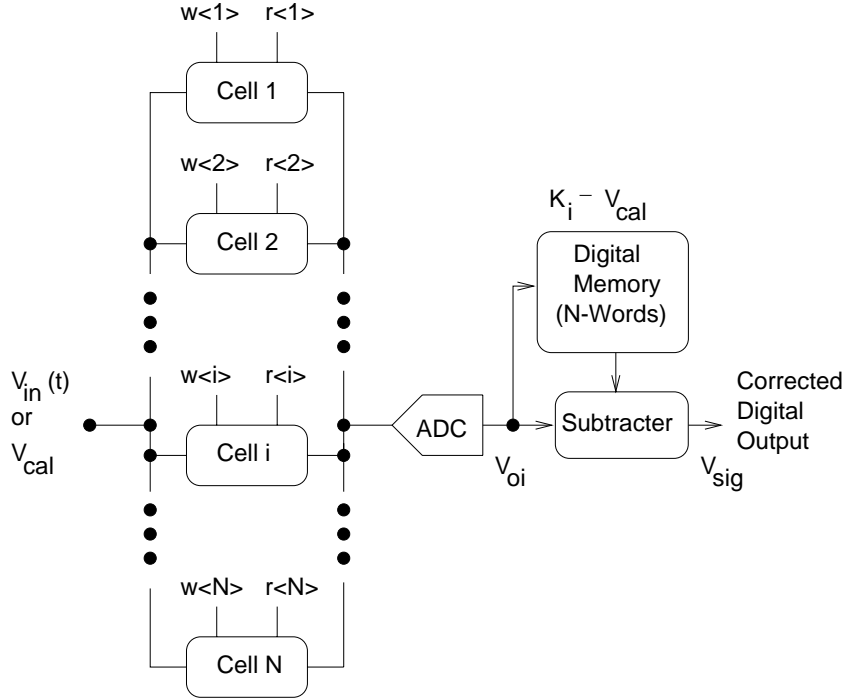 w<1> r<1>
Cell 1
w<2> r<2>
Cell 2
K_i − V_cal
Digital
Memory
(N-Words)
V_in (t)
or
V_cal
w<i> r<i>
Cell i
ADC
V_oi
Subtracter
V_sig
Corrected
Digital
Output
w<N> r<N>
Cell N